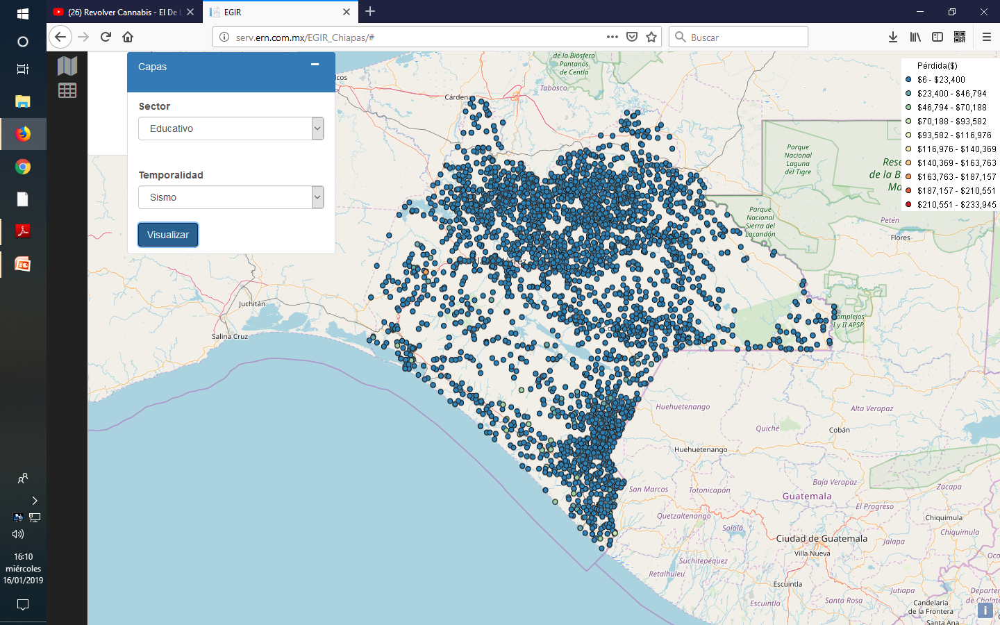 (26) Revolver Cannabis - El De L
EGIR
serv.ern.com.mx/EGIR_Chiapas/#
Buscar
Capas
Sector
Educativo
Temporalidad
Sismo
Visualizar
Pérdida($)
$6 - $23,400
$23,400 - $46,794
$46,794 - $70,188
$70,188 - $93,582
$93,582 - $116,976
$116,976 - $140,369
$140,369 - $163,763
$163,763 - $187,157
$187,157 - $210,551
$210,551 - $233,945
de la Biósfera
Pantanos
de Centla
Tabasco
Cárdena
Parque
Nacional
Laguna
del Tigre
Rese
de la B
Ma
Parque
Nacional
Sierra del
Lacandón
Petén
Flores
Juchitán
Salina Cruz
omplejos
I y II APSP
Huehuetenango
Alta Verapaz
Quiché
Cobán
Huehuetenango
San Marcos
Totonicapán
Baja Verapaz
Zacapa
Guatemala
El Progreso
Quetzaltenango
Sololá
Chiquimula
Chiquimula
Ciudad de Guatemala
Jalapa
Villa Nueva
Suchitepéquez
Retalhuleu
Escuintla
Escuintla
Santa Rosa
Jutiapa
Candelaria
de la Frontera
Santa Ana
Oco
Departer
de Chalate
16:10
miércoles
16/01/2019
i